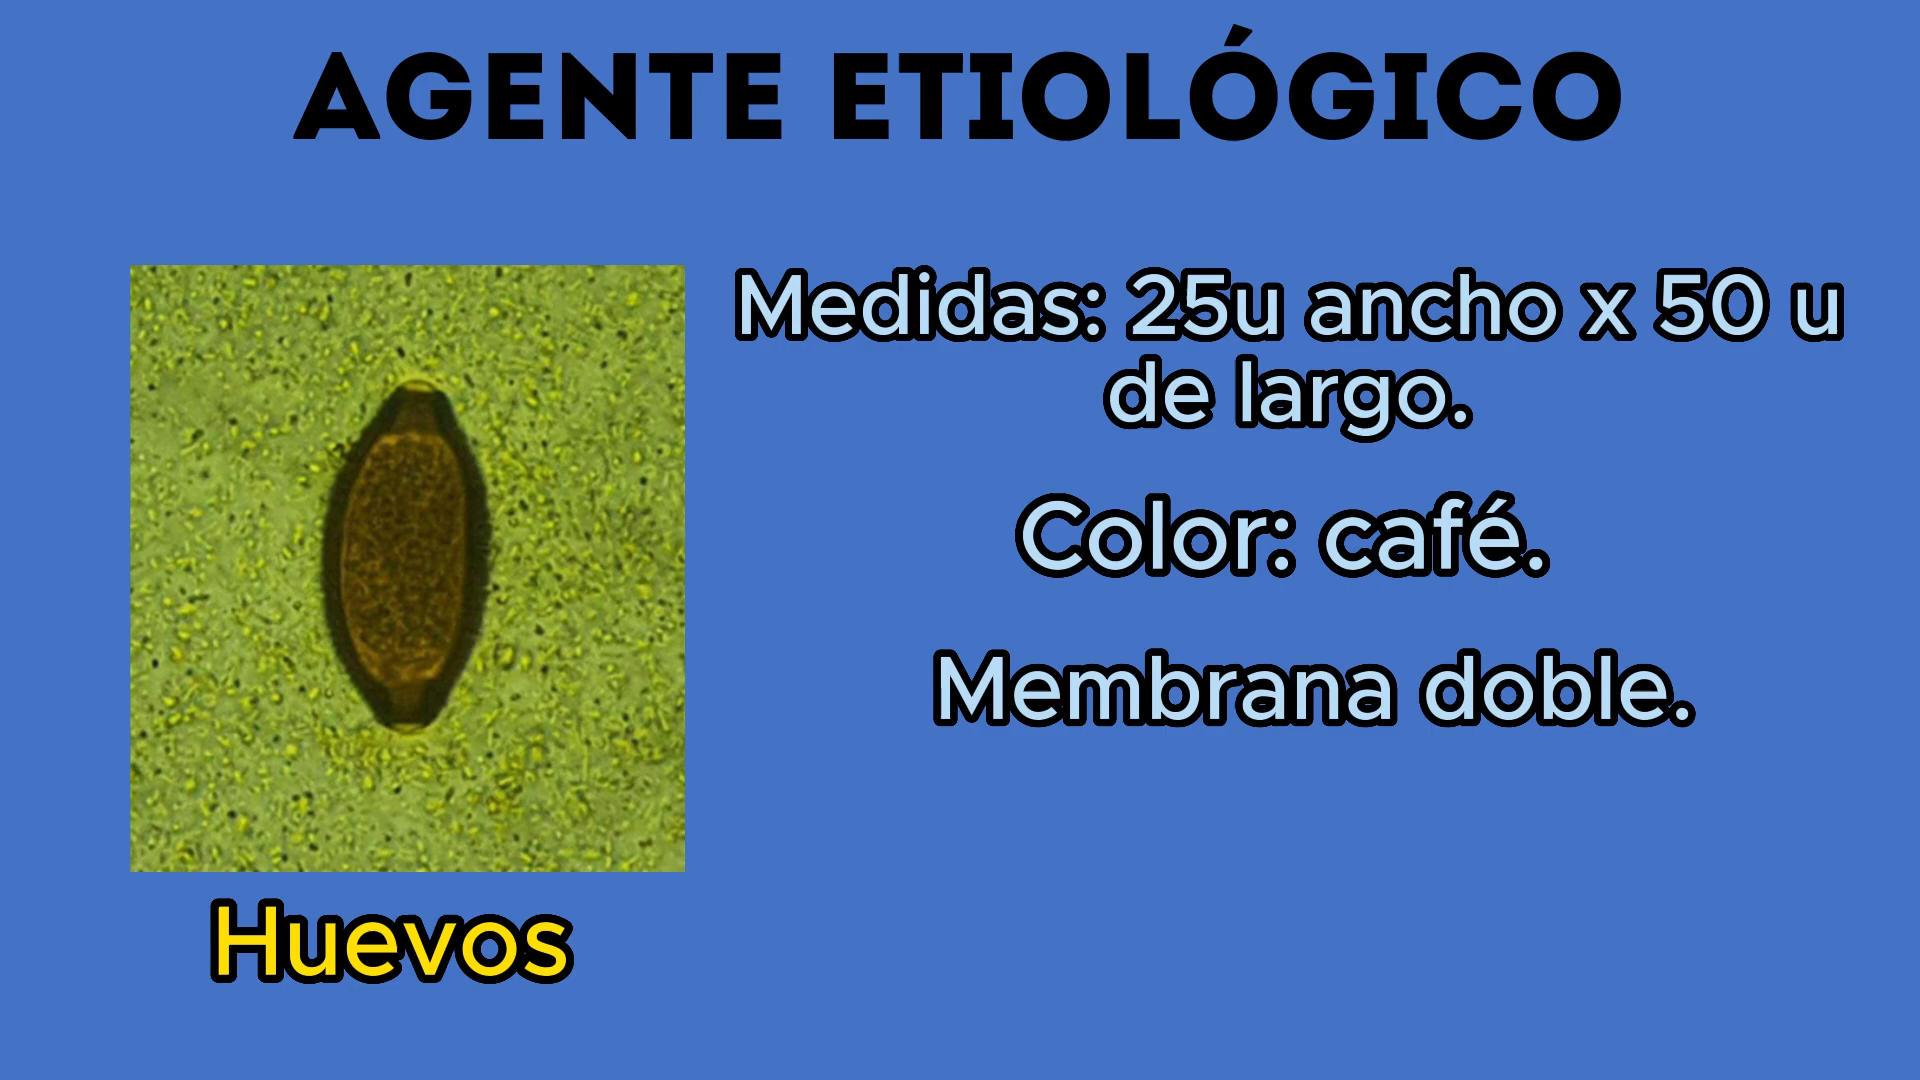 AGENTE ETIOLÓGICO
Medidas: 25u ancho x 50 u
de largo.
Color: café.
Membrana doble.
Huevos